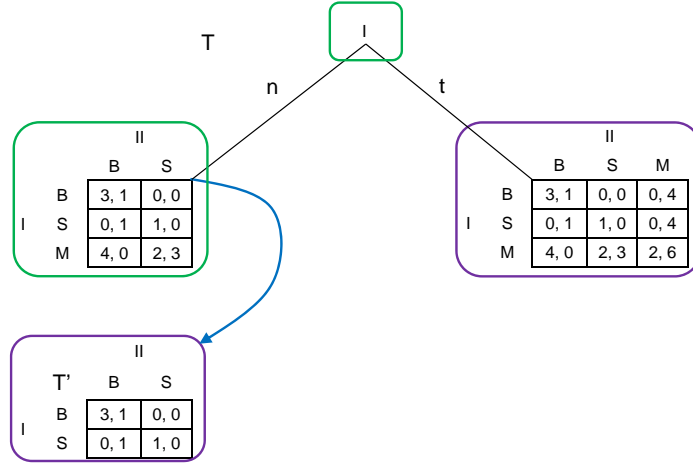 I
T
n
t
II
B S
B 3, 1 0, 0
I S 0, 1 1, 0
M 4, 0 2, 3
II
B S M
B 3, 1 0, 0 0, 4
I S 0, 1 1, 0 0, 4
M 4, 0 2, 3 2, 6
II
T' B S
B 3, 1 0, 0
I S 0, 1 1, 0